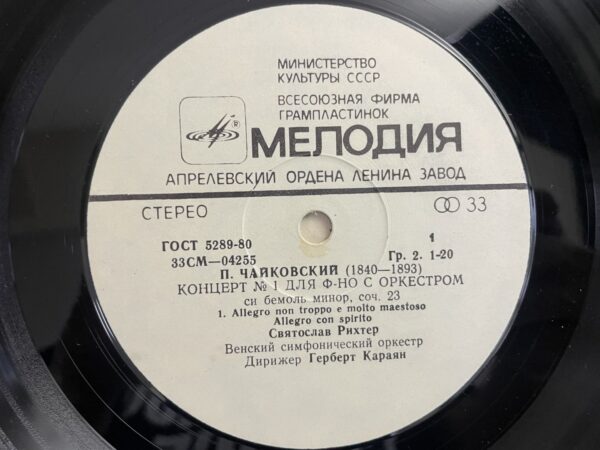 МИНИСТЕРСТВО
КУЛЬТУРЫ СССР
ВСЕСОЮЗНАЯ ФИРМА
ГРАМПЛАСТИНОК
®
МЕЛОДИЯ
АПРЕЛЕВСКИЙ ОРДЕНА ЛЕНИНА ЗАВОД
СТЕРЕО 33
ГОСТ 5289-80 1
33СМ—04255 Гр. 2. 1-20
П. ЧАЙКОВСКИЙ (1840—1893)
КОНЦЕРТ № 1 ДЛЯ Ф-НО С ОРКЕСТРОМ
си бемоль минор, соч. 23
1. Allegro non troppo e molto maestoso
Allegro con spirito
Святослав Рихтер
Венский симфонический оркестр
Дирижер Герберт Караян